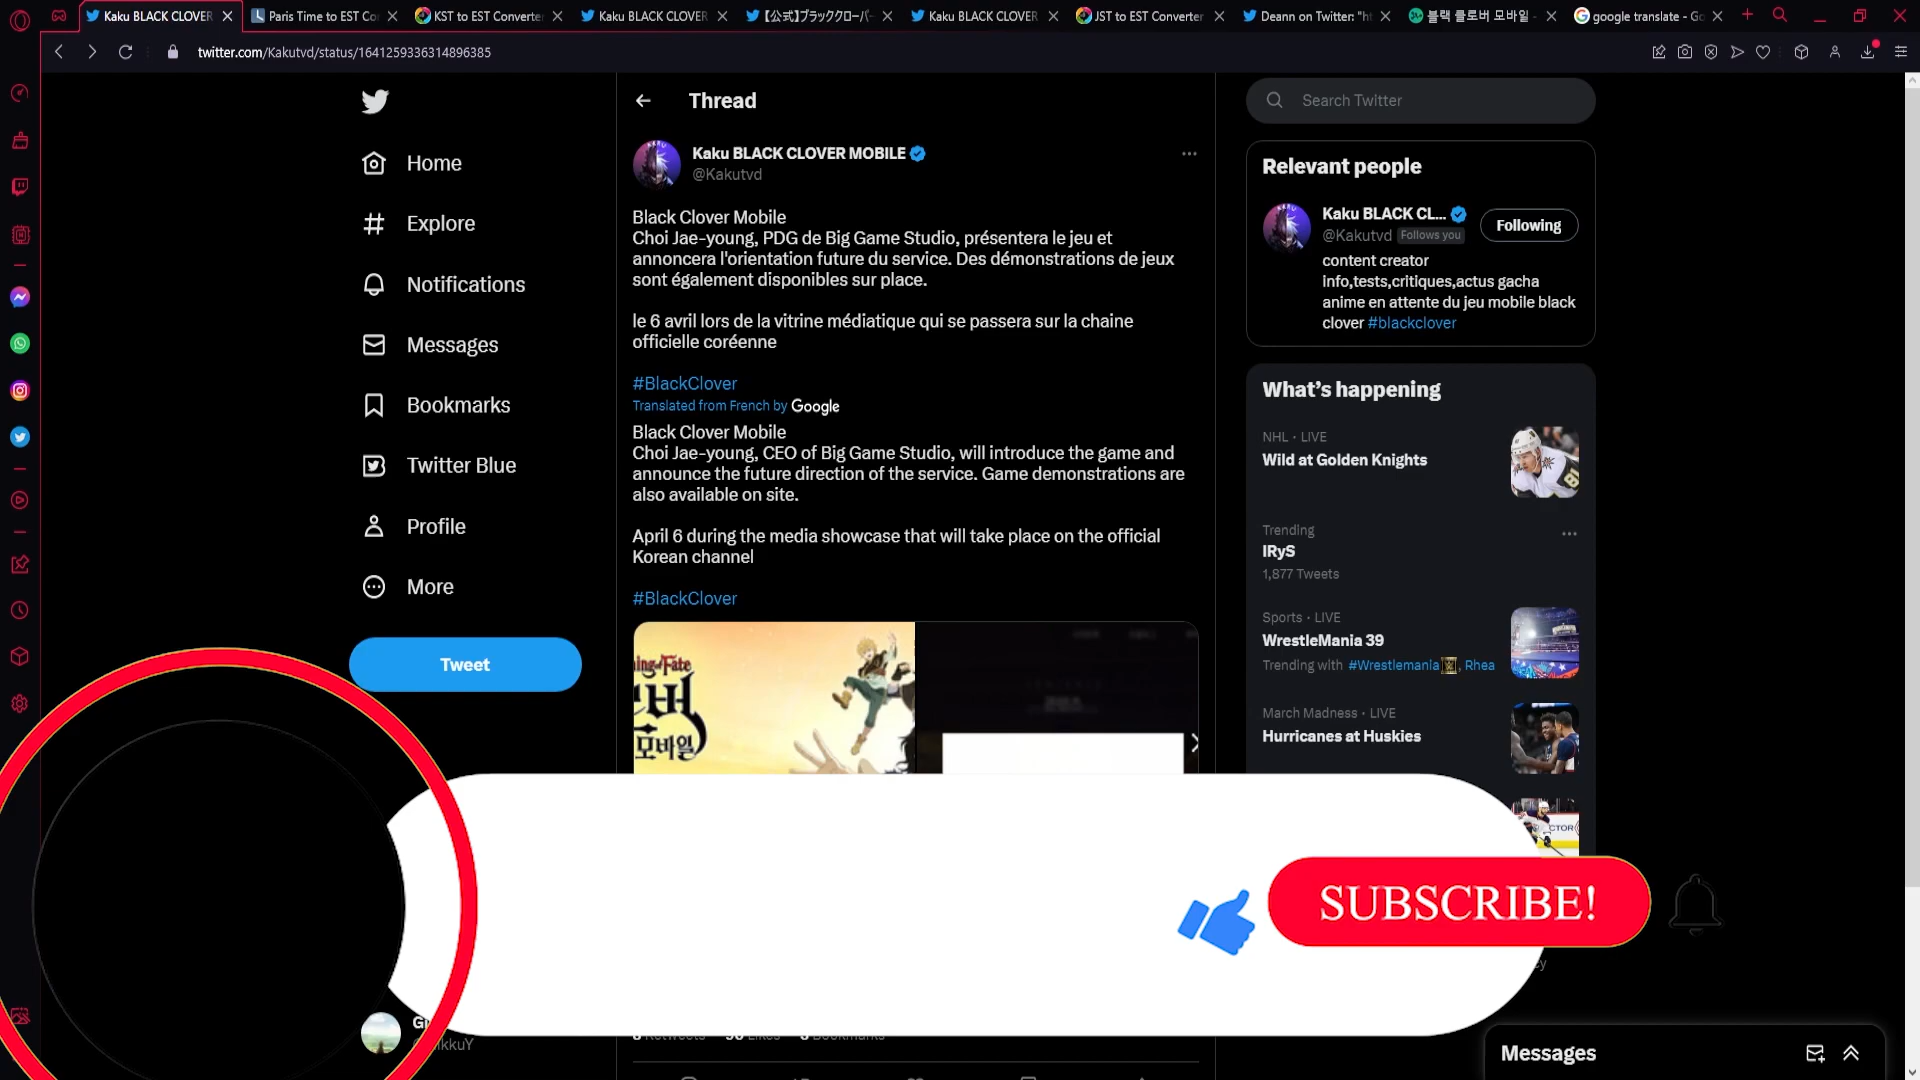 Kaku BLACK CLOVER
Paris Time to EST Co
KST to EST Converter
Kaku BLACK CLOVER
【公式】ブラッククローバー
Kaku BLACK CLOVER
JST to EST Converter
Deann on Twitter: "h
블랙 클로버 모바일 -
google translate - Go
twitter.com/Kakutvd/status/1641259336314896385
Home
Explore
Notifications
Messages
Bookmarks
Twitter Blue
Profile
More
Tweet
Thread
Kaku BLACK CLOVER MOBILE
@Kakutvd
Black Clover Mobile
Choi Jae-young, PDG de Big Game Studio, présentera le jeu et
annoncera l'orientation future du service. Des démonstrations de jeux
sont également disponibles sur place.
le 6 avril lors de la vitrine médiatique qui se passera sur la chaine
officielle coréenne
#BlackClover
Translated from French by Google
Black Clover Mobile
Choi Jae-young, CEO of Big Game Studio, will introduce the game and
announce the future direction of the service. Game demonstrations are
also available on site.
April 6 during the media showcase that will take place on the official
Korean channel
#BlackClover
ing of Fate
버
모바일
Search Twitter
Relevant people
Kaku BLACK CL...
@Kakutvd Follows you
Following
content creator
info,tests,critiques,actus gacha
anime en attente du jeu mobile black
clover #blackclover
What's happening
NHL · LIVE
Wild at Golden Knights
Trending
IRyS
1,877 Tweets
Sports · LIVE
WrestleMania 39
Trending with #Wrestlemania, Rhea
March Madness · LIVE
Hurricanes at Huskies
SUBSCRIBE!
Messages